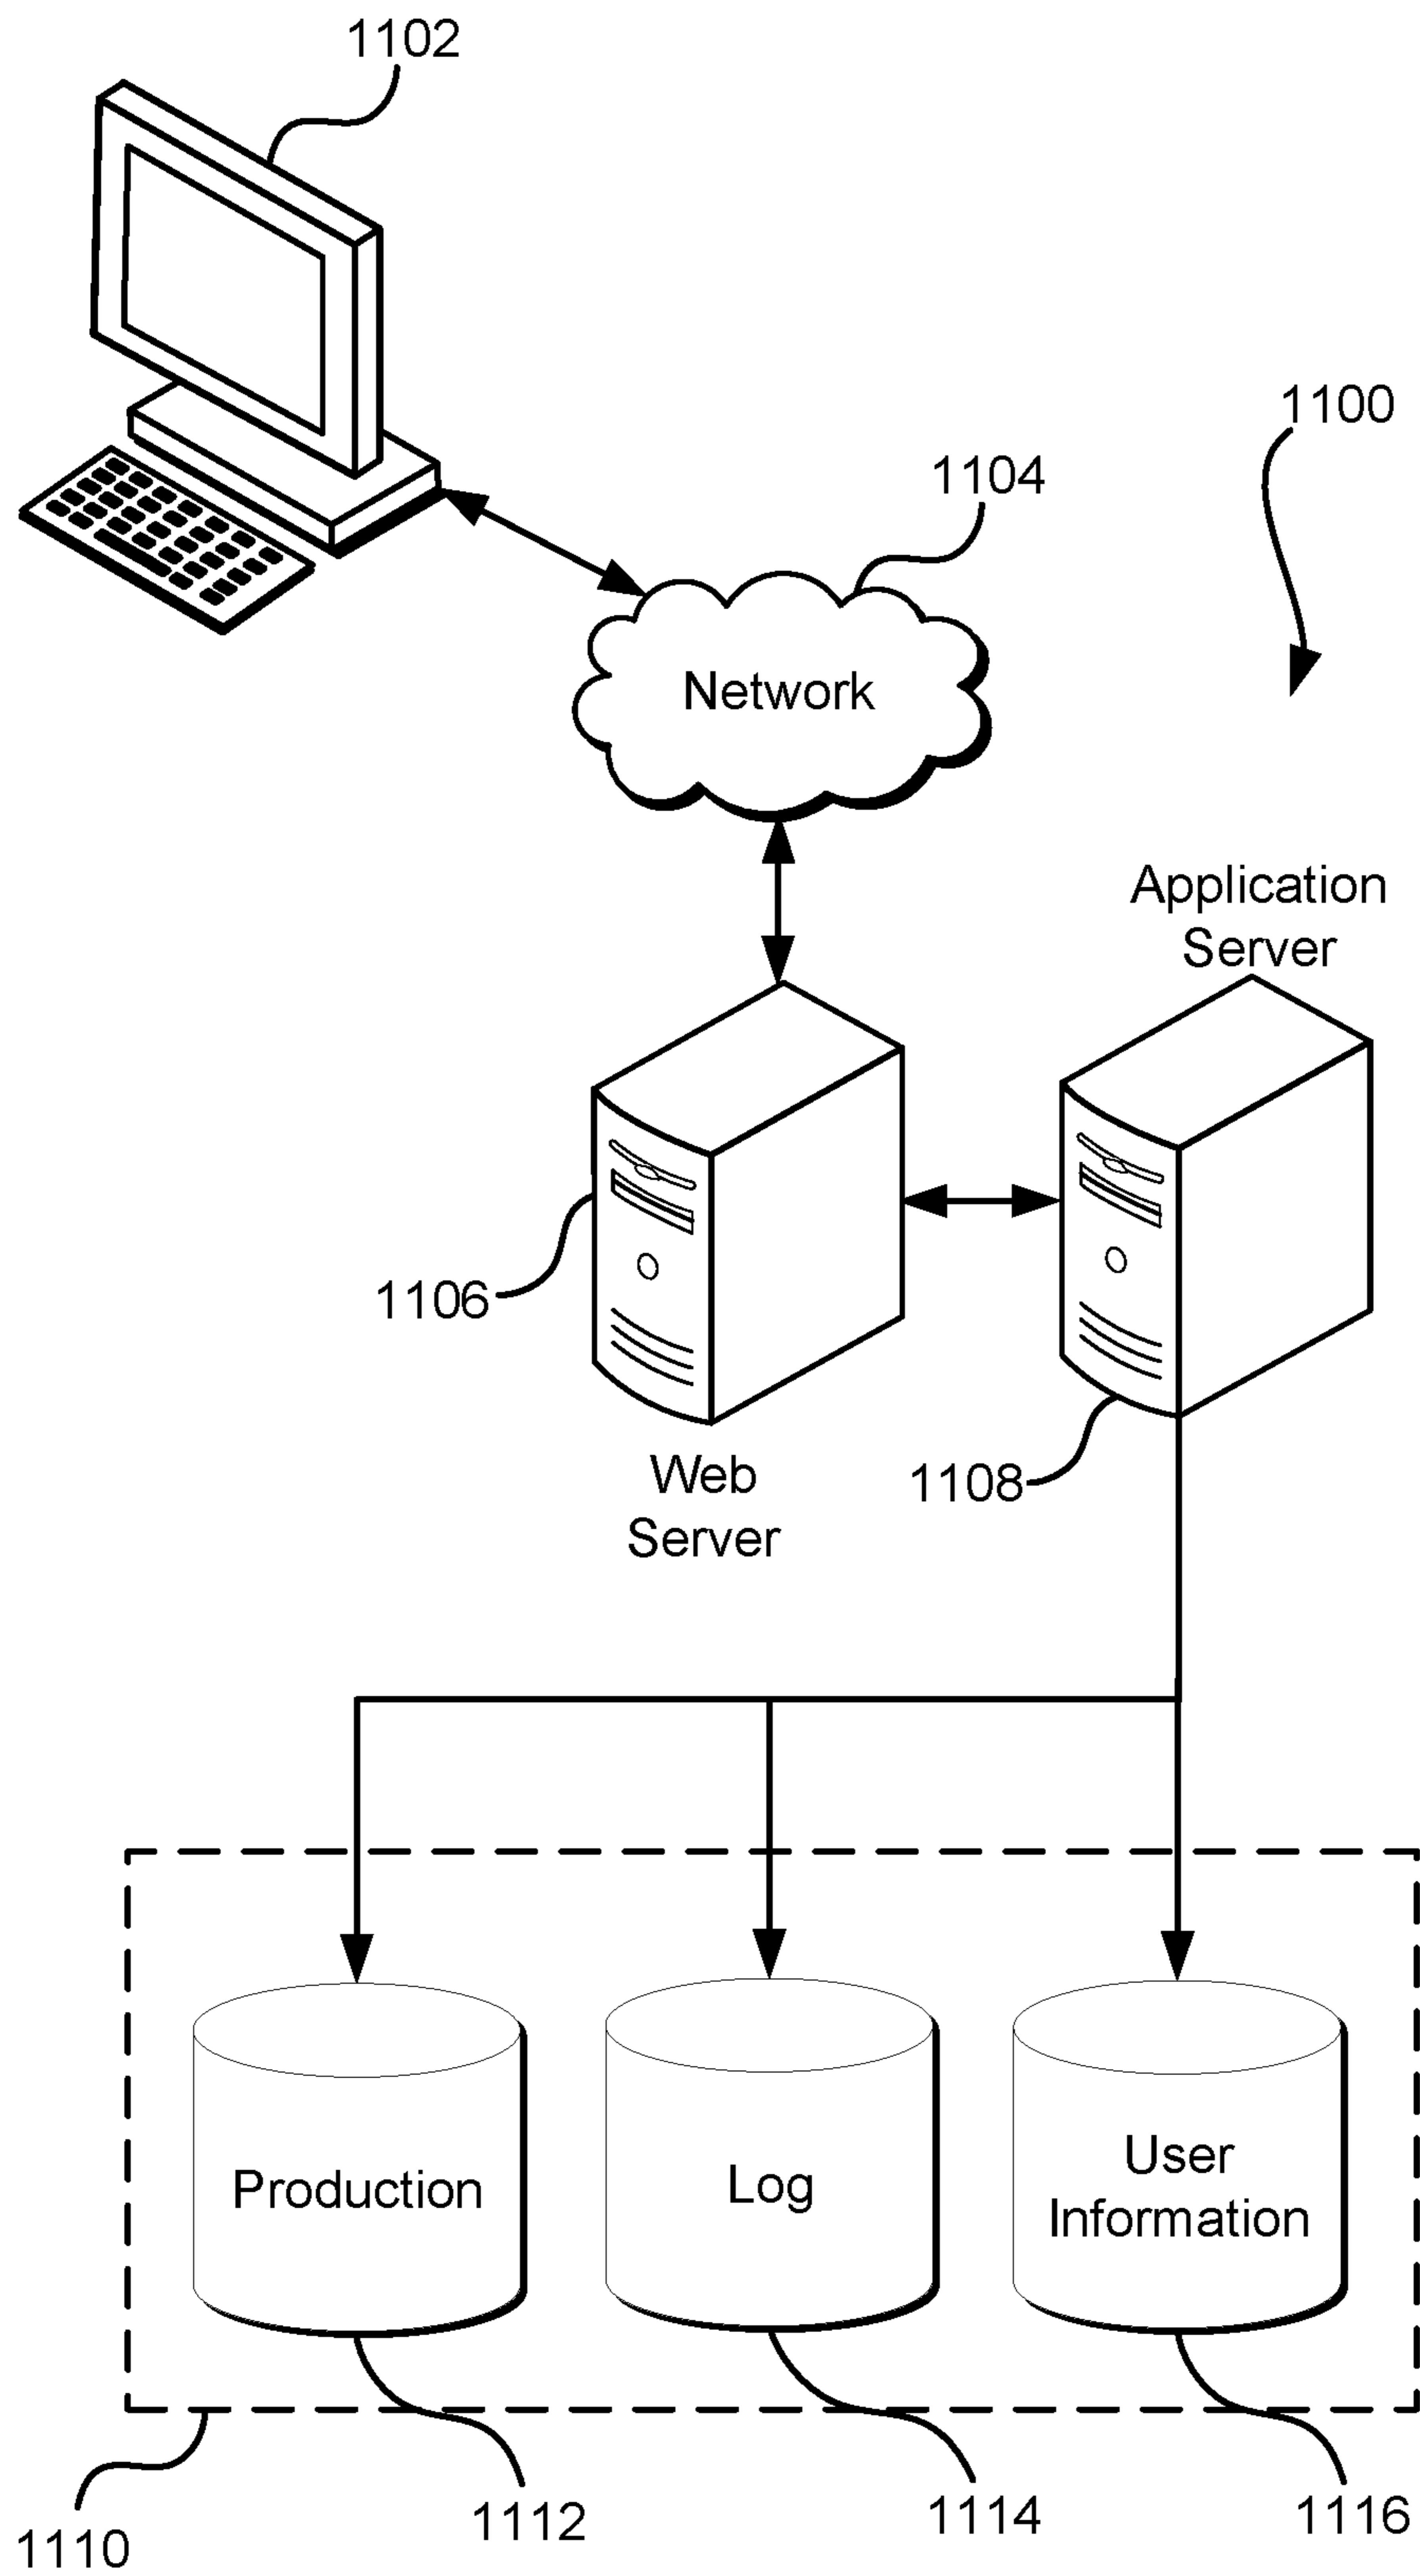 1102
1100
1104
Network
Application
Server
1106
1108
Web
Server
Production
Log
User
Information
1110
1112
1114
1116